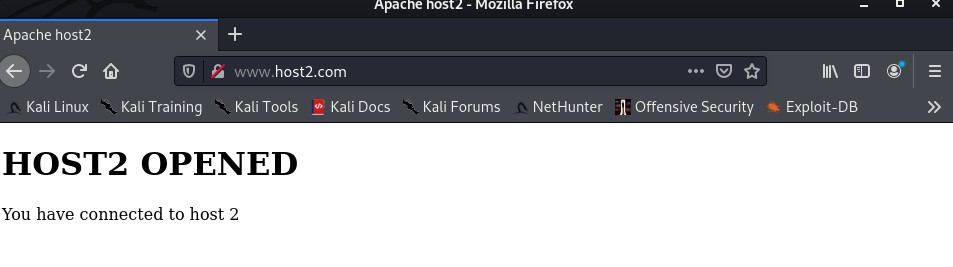 Apache host2 - Mozilla Firefox
Apache host2
www.host2.com
Kali Linux Kali Training Kali Tools Kali Docs Kali Forums NetHunter Offensive Security Exploit-DB
HOST2 OPENED
You have connected to host 2